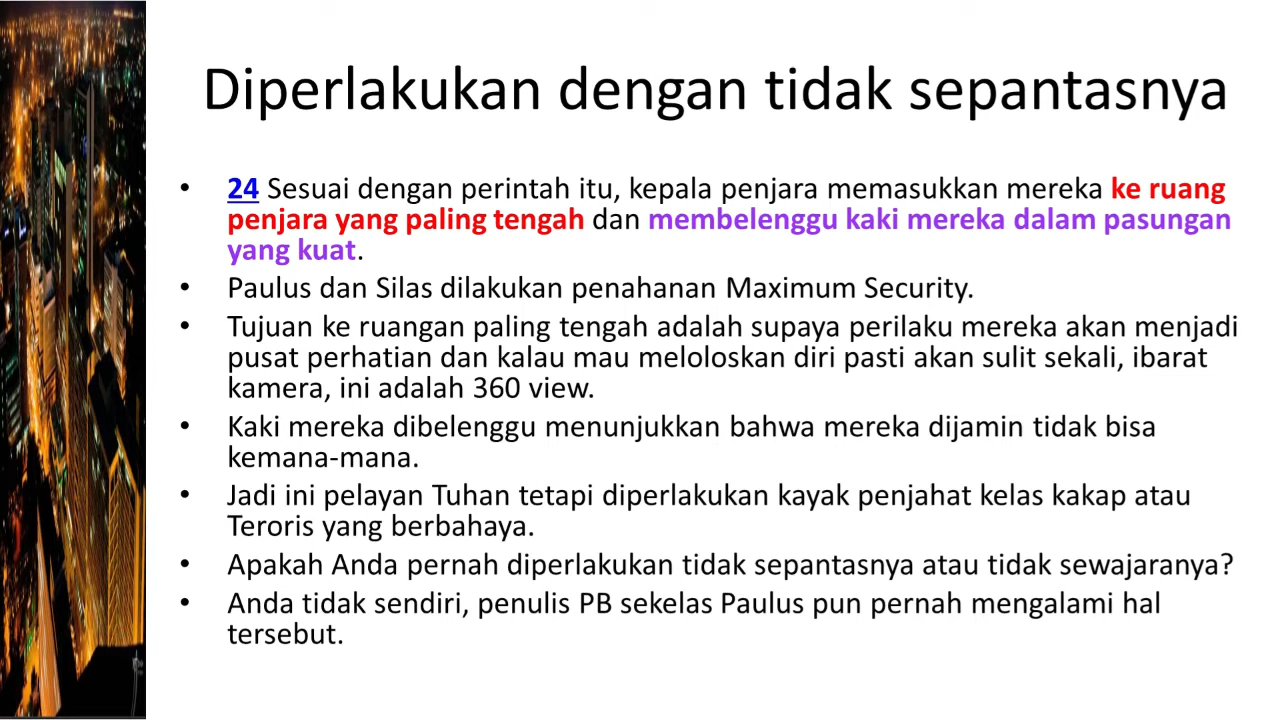 Diperlakukan dengan tidak sepantasnya
• 24 Sesuai dengan perintah itu, kepala penjara memasukkan mereka ke ruang
penjara yang paling tengah dan membelenggu kaki mereka dalam pasungan
yang kuat.
• Paulus dan Silas dilakukan penahanan Maximum Security.
• Tujuan ke ruangan paling tengah adalah supaya perilaku mereka akan menjadi
pusat perhatian dan kalau mau meloloskan diri pasti akan sulit sekali, ibarat
kamera, ini adalah 360 view.
• Kaki mereka dibelenggu menunjukkan bahwa mereka dijamin tidak bisa
kemana-mana.
• Jadi ini pelayan Tuhan tetapi diperlakukan kayak penjahat kelas kakap atau
Teroris yang berbahaya.
• Apakah Anda pernah diperlakukan tidak sepantasnya atau tidak sewajaranya?
• Anda tidak sendiri, penulis PB sekelas Paulus pun pernah mengalami hal
tersebut.